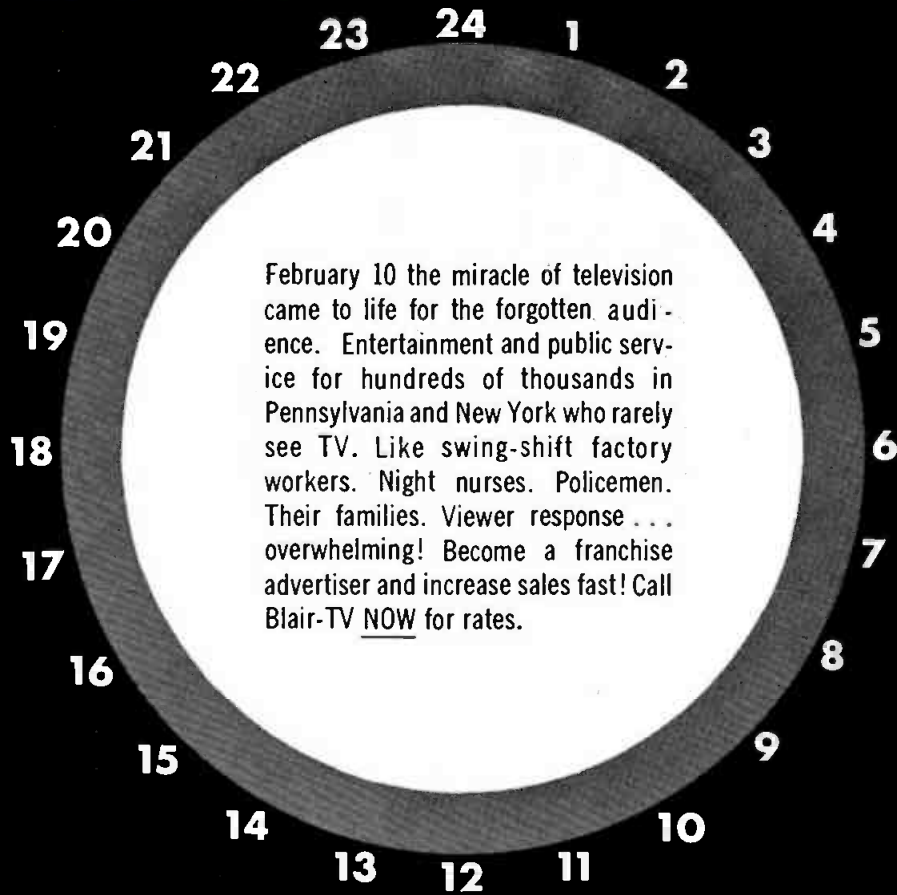 24
23 1
22 2
21 3
20 4
19 5
18 6
17 7
16 8
15 9
14 10
13 11
12
February 10 the miracle of television
came to life for the forgotten audi-
ence. Entertainment and public serv-
ice for hundreds of thousands in
Pennsylvania and New York who rarely
see TV. Like swing-shift factory
workers. Night nurses. Policemen.
Their families. Viewer response . . .
overwhelming! Become a franchise
advertiser and increase sales fast! Call
Blair-TV NOW for rates.